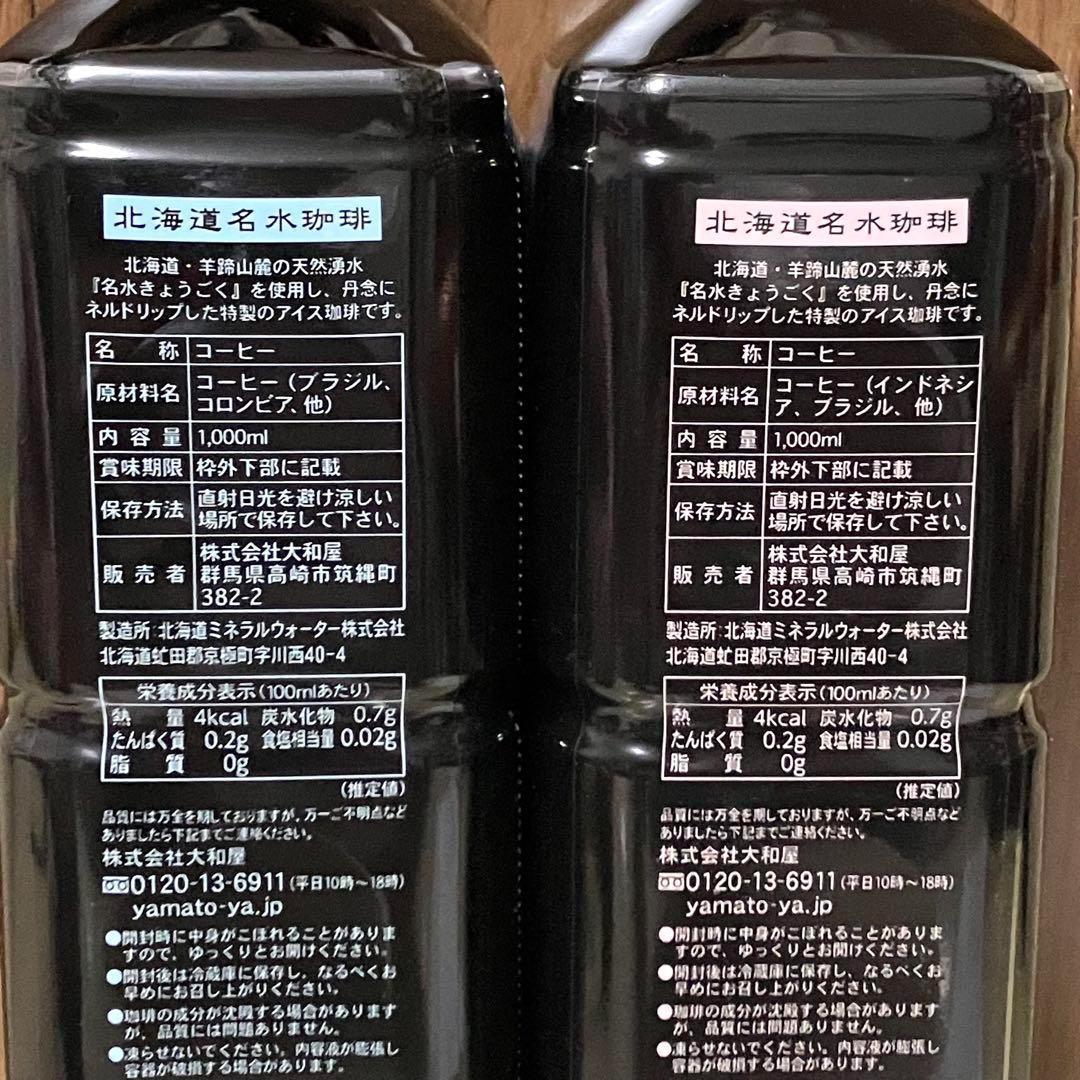 北海道名水珈琲
北海道・羊蹄山麓の天然湧水
『名水きょうごく』を使用し、丹念に
ネルドリップした特製のアイス珈琲です。
名称 コーヒー
原材料名 コーヒー（ブラジル、
コロンビア、他）
内容量 1,000ml
賞味期限 枠外下部に記載
保存方法 直射日光を避け涼しい
場所で保存して下さい。
販売者 株式会社大和屋
群馬県高崎市筑縄町
382-2
製造所:北海道ミネラルウォーター株式会社
北海道虻田郡京極町字川西40-4
栄養成分表示(100mlあたり)
熱量 4kcal 炭水化物 0.7g
たんぱく質 0.2g 食塩相当量 0.02g
脂質 0g
(推定値)
品質には万全を期しておりますが、万一ご不明点など
ありましたら下記までご連絡ください。
株式会社大和屋
0120-13-6911(平日10時～18時)
yamato-ya.jp
●開封時に中身がこぼれることがありま
すので、ゆっくりとお開けください。
●開封後は冷蔵庫に保存し、なるべくお
早めにお召し上がりください。
●珈琲の成分が沈殿する場合があります
が、品質には問題ありません。
●凍らせないでください。内容液が膨張し
容器が破損する場合があります。
北海道名水珈琲
北海道・羊蹄山麓の天然湧水
『名水きょうごく』を使用し、丹念に
ネルドリップした特製のアイス珈琲です。
名称 コーヒー
原材料名 コーヒー（インドネシ
ア、ブラジル、他）
内容量 1,000ml
賞味期限 枠外下部に記載
保存方法 直射日光を避け涼しい
場所で保存して下さい。
販売者 株式会社大和屋
群馬県高崎市筑縄町
382-2
製造所:北海道ミネラルウォーター株式会社
北海道虻田郡京極町字川西40-4
栄養成分表示(100mlあたり)
熱量 4kcal 炭水化物 0.7g
たんぱく質 0.2g 食塩相当量 0.02g
脂質 0g
(推定値)
品質には万全を期しておりますが、万一ご不明点など
ありましたら下記までご連絡ください。
株式会社大和屋
0120-13-6911(平日10時～18時)
yamato-ya.jp
●開封時に中身がこぼれることがありま
すので、ゆっくりとお開けください。
●開封後は冷蔵庫に保存し、なるべくお
早めにお召し上がりください。
●珈琲の成分が沈殿する場合があります
が、品質には問題ありません。
●凍らせないでください。内容液が膨張し
容器が破損する場合があります。